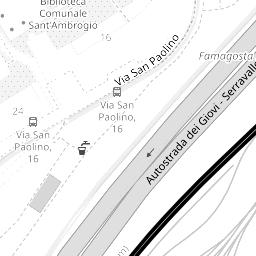 Biblioteca
Comunale
Sant'Ambrogio
16
Via San Paolino
Famagosta
Via San
Paolino,
16
24
Via San
Paolino,
16
Autostrada dei Giovi - Serravalle